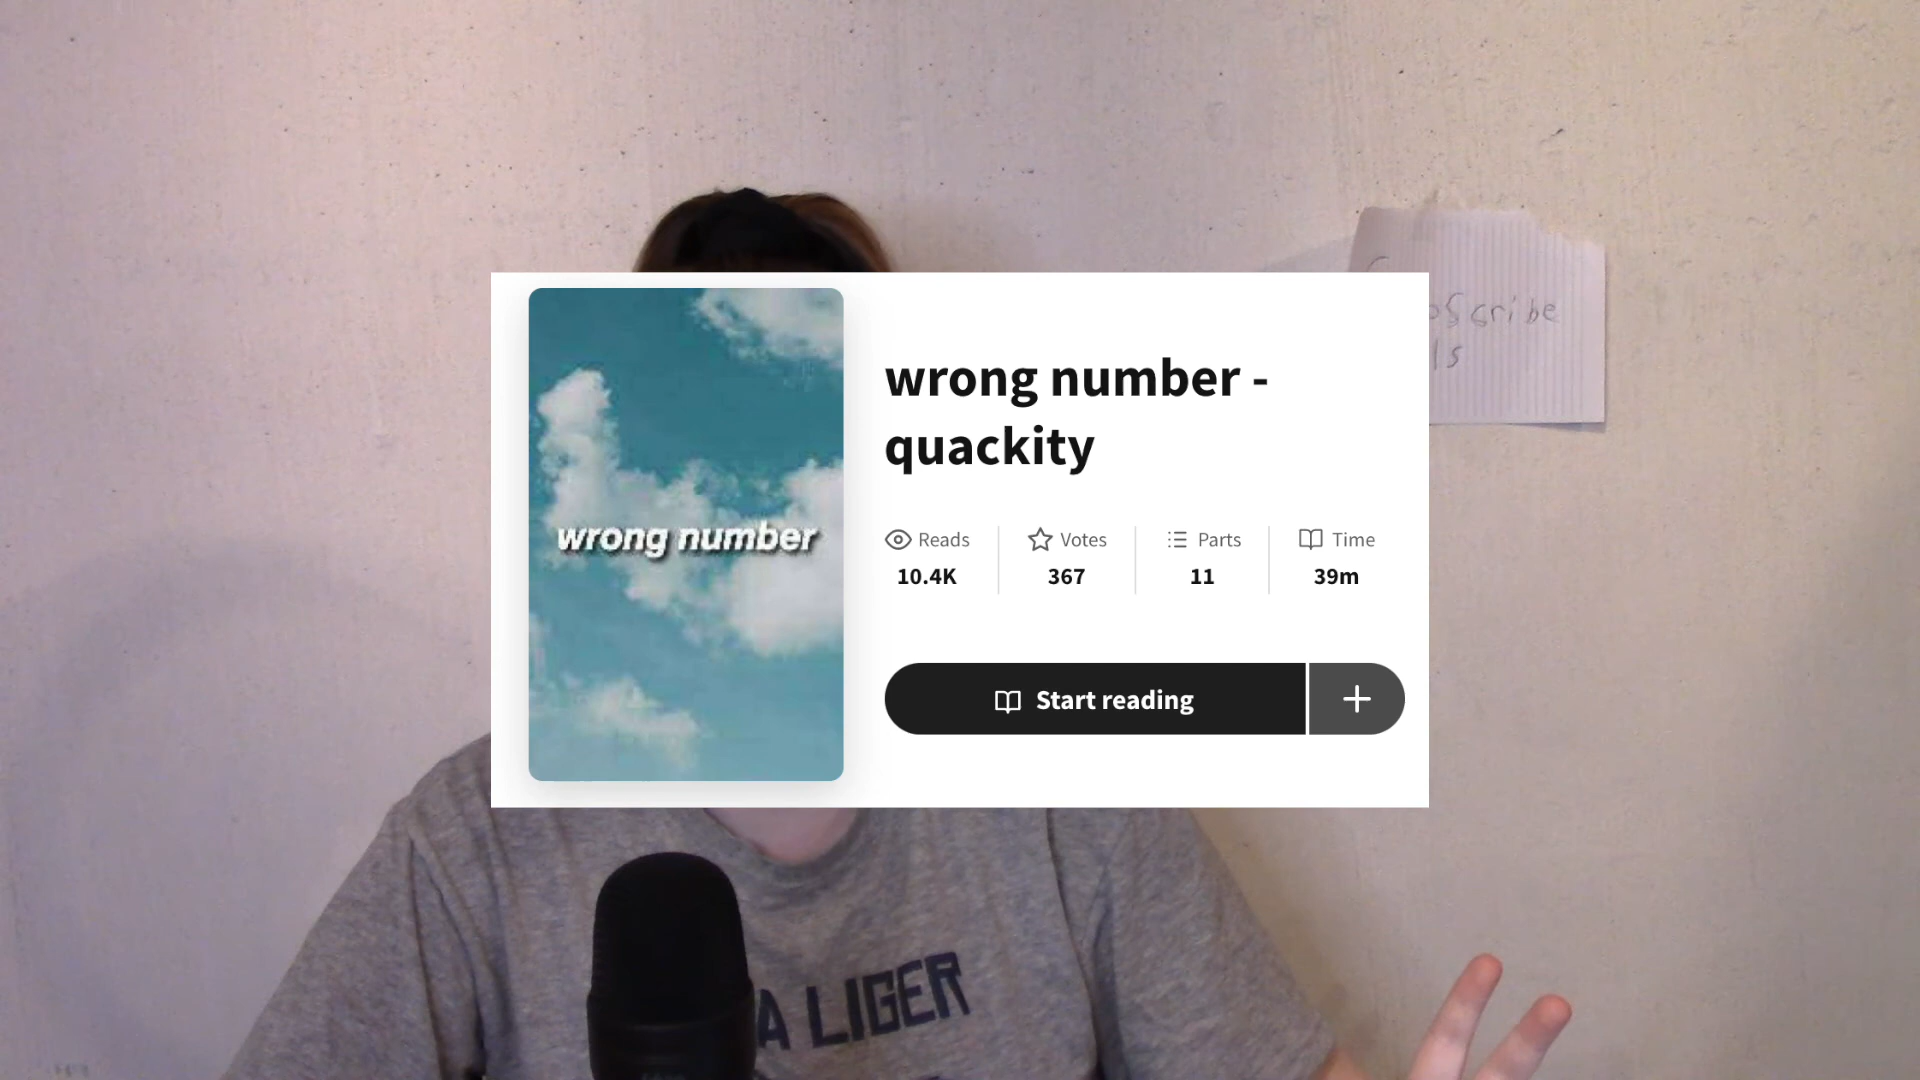 wrong number
wrong number -
quackity
Reads
10.4K
Votes
367
Parts
11
Time
39m
Start reading
A LIGER